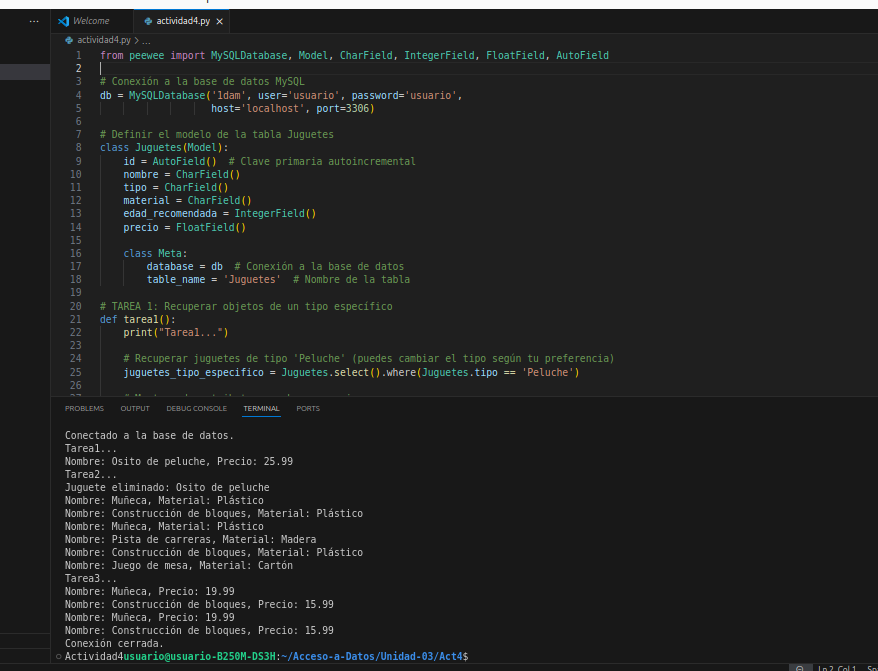 Welcome
actividad4.py
actividad4.py > ...
1 from peewee import MySQLDatabase, Model, CharField, IntegerField, FloatField, AutoField
2
3 # Conexión a la base de datos MySQL
4 db = MySQLDatabase('1dam', user='usuario', password='usuario',
5 host='localhost', port=3306)
6
7 # Definir el modelo de la tabla Juguetes
8 class Juguetes(Model):
9 id = AutoField()  # Clave primaria autoincremental
10 nombre = CharField()
11 tipo = CharField()
12 material = CharField()
13 edad_recomendada = IntegerField()
14 precio = FloatField()
15
16 class Meta:
17 database = db  # Conexión a la base de datos
18 table_name = 'Juguetes'  # Nombre de la tabla
19
20 # TAREA 1: Recuperar objetos de un tipo específico
21 def tarea1():
22 print("Tarea1...")
23
24 # Recuperar juguetes de tipo 'Peluche' (puedes cambiar el tipo según tu preferencia)
25 juguetes_tipo_especifico = Juguetes.select().where(Juguetes.tipo == 'Peluche')
26
PROBLEMS OUTPUT DEBUG CONSOLE TERMINAL PORTS
Conectado a la base de datos.
Tarea1...
Nombre: Osito de peluche, Precio: 25.99
Tarea2...
Juguete eliminado: Osito de peluche
Nombre: Muñeca, Material: Plástico
Nombre: Construcción de bloques, Material: Plástico
Nombre: Muñeca, Material: Plástico
Nombre: Pista de carreras, Material: Madera
Nombre: Construcción de bloques, Material: Plástico
Nombre: Juego de mesa, Material: Cartón
Tarea3...
Nombre: Muñeca, Precio: 19.99
Nombre: Construcción de bloques, Precio: 15.99
Nombre: Muñeca, Precio: 19.99
Nombre: Construcción de bloques, Precio: 15.99
Conexión cerrada.
Actividad4usuario@usuario-B250M-DS3H:~/Acceso-a-Datos/Unidad-03/Act4$
Ln 2, Col 1